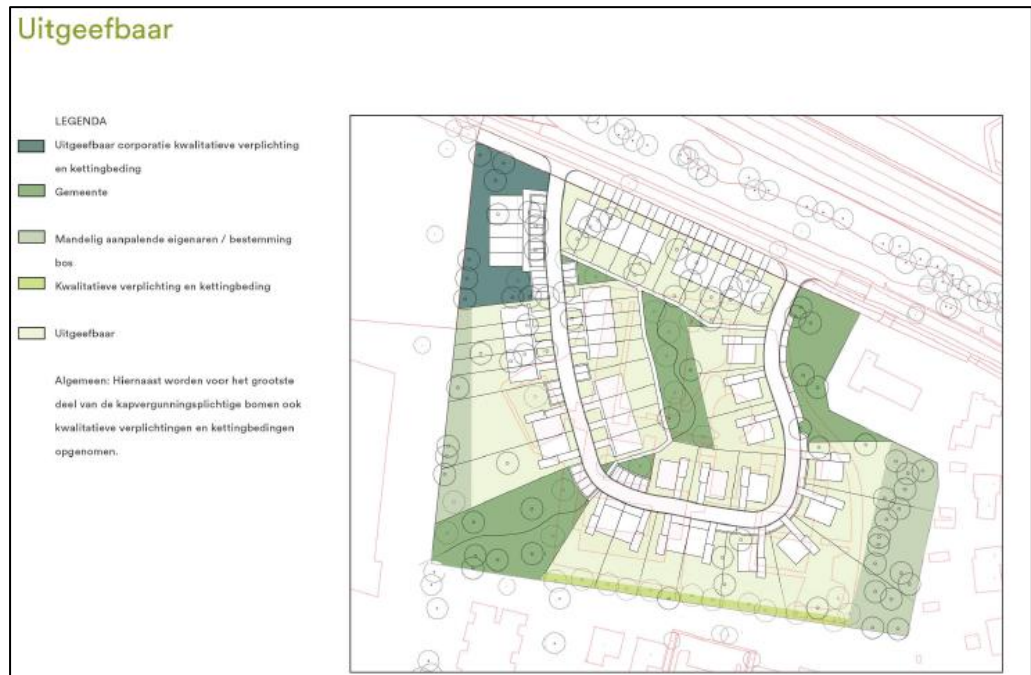 Uitgeefbaar
LEGENDA
Uitgeefbaar corporatie kwalitatieve verplichting
en kettingbeding
Gemeente
Mandelig aanpalende eigenaren / bestemming
bos
Kwalitatieve verplichting en kettingbeding
Uitgeefbaar
Algemeen: Hiernaast worden voor het grootste
deel van de kapvergunningsplichtige bomen ook
kwalitatieve verplichtingen en kettingbedingen
opgenomen.